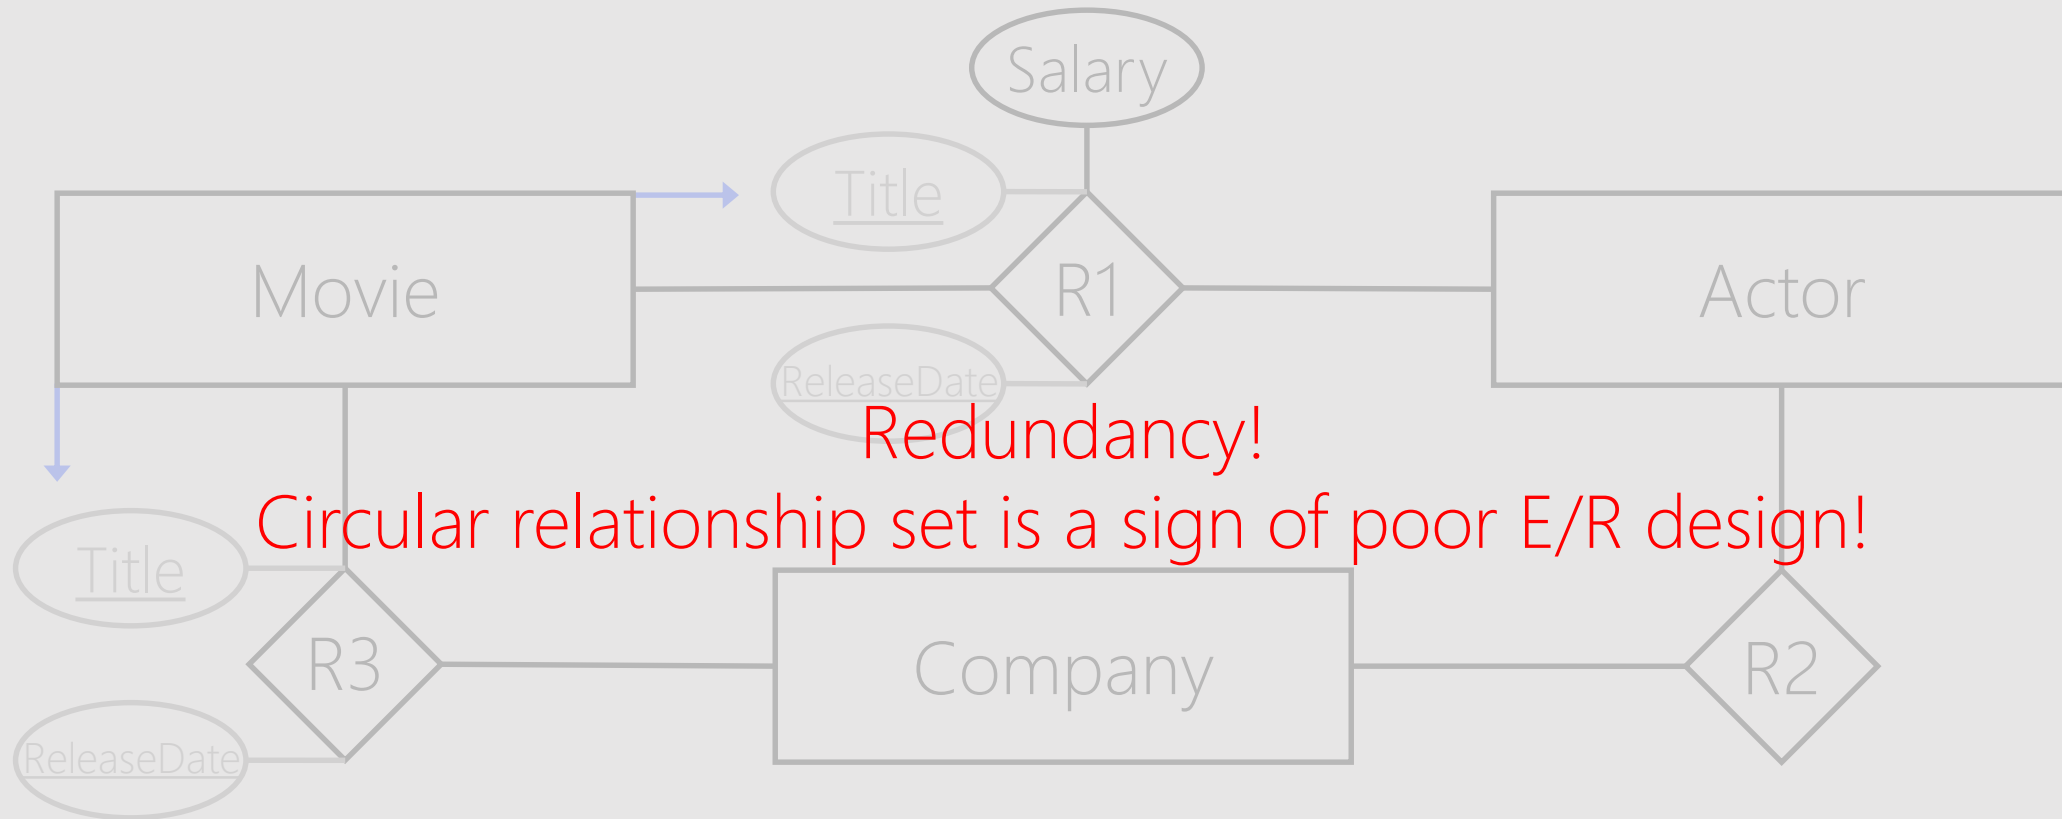 Salary
Title
Movie
R1
Actor
ReleaseDate
Redundancy!
Circular relationship set is a sign of poor E/R design!
Title
R3
Company
R2
ReleaseDate